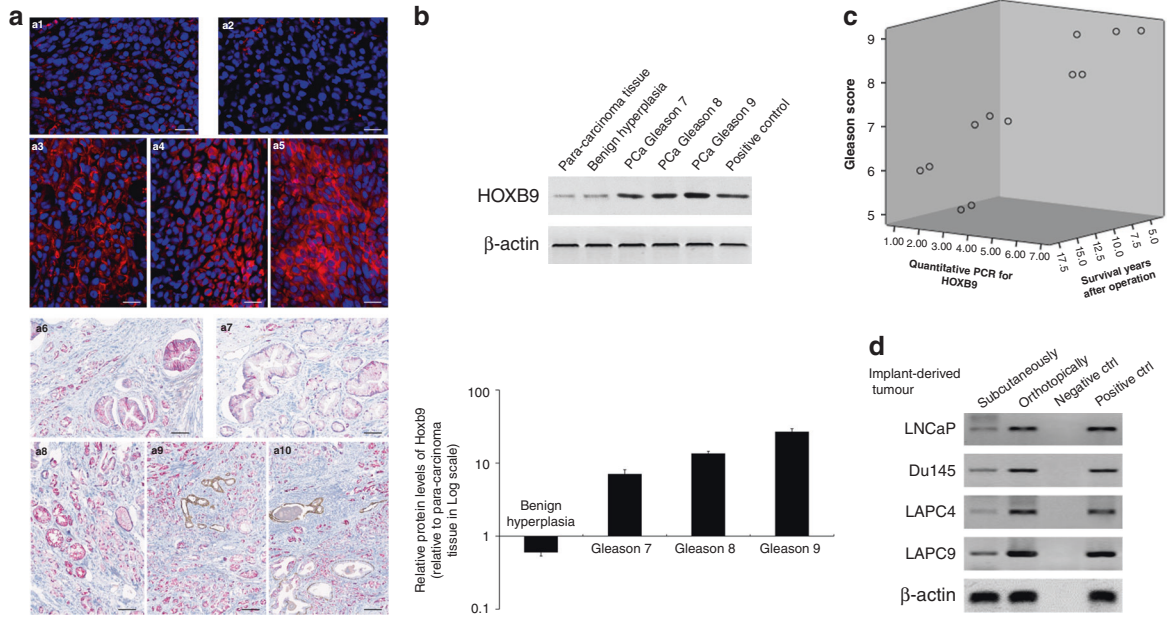 a
a1
a2
a3
a4
a5
a6
a7
a8
a9
a10
b
Para-carcinoma tissue
Benign hyperplasia
PCa Gleason 7
PCa Gleason 8
PCa Gleason 9
Positive control
HOXB9
β-actin
Relative protein levels of Hoxb9
(relative to para-carcinoma
tissue in Log scale)
100
10
1
0.1
Benign
hyperplasia
Gleason 7
Gleason 8
Gleason 9
c
Gleason score
9
8
7
6
5
1.00
2.00
3.00
4.00
5.00
6.00
7.00
Quantitative PCR for
HOXB9
17.5
15.0
12.5
10.0
7.5
5.0
Survival years
after operation
d
Implant-derived
tumour
Subcutaneously
Orthotopically
Negative ctrl
Positive ctrl
LNCaP
Du145
LAPC4
LAPC9
β-actin